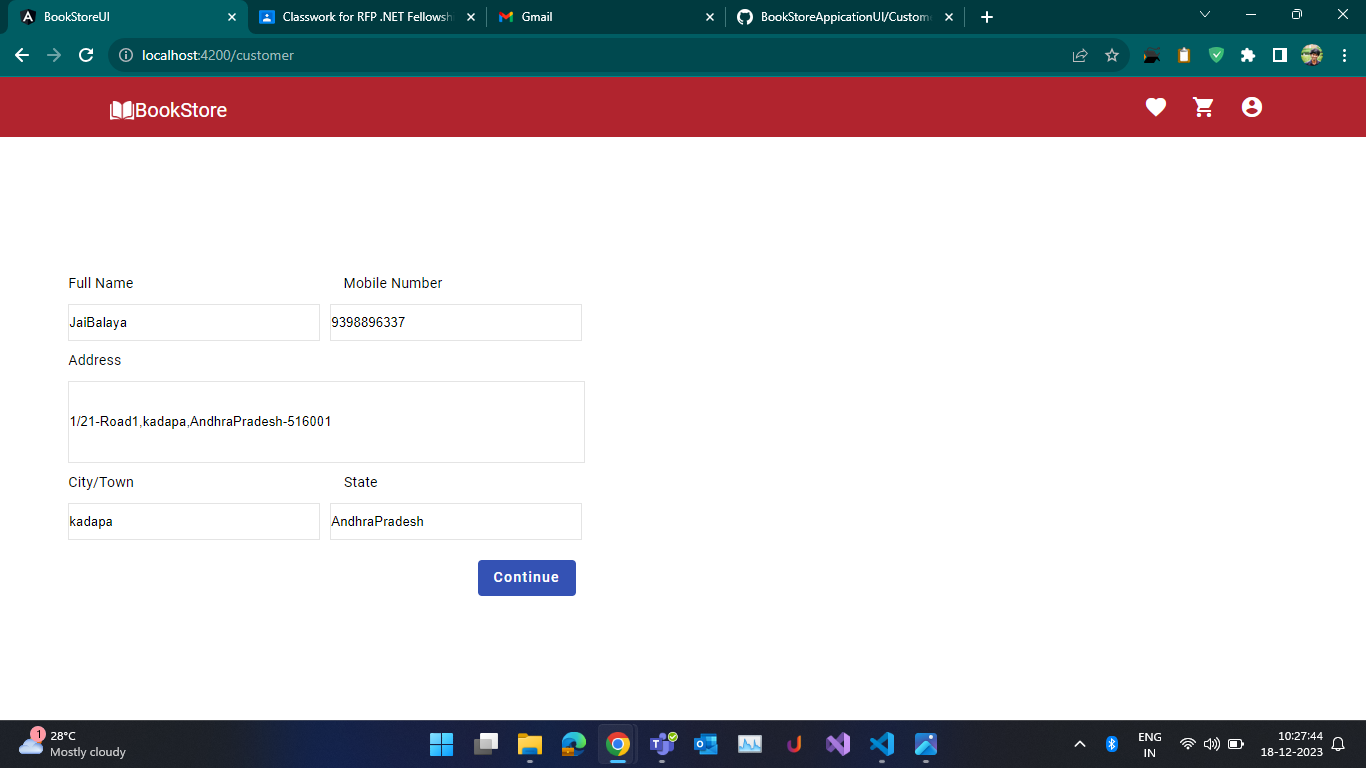 BookStoreUI
Classwork for RFP .NET Fellowsh
Gmail
BookStoreAppicationUI/Custom
localhost:4200/customer
BookStore
Full Name
Mobile Number
JaiBalaya
9398896337
Address
1/21-Road1,kadapa,AndhraPradesh-516001
City/Town
State
kadapa
AndhraPradesh
Continue
1
28°C
Mostly cloudy
ENG
IN
10:27:44
18-12-2023